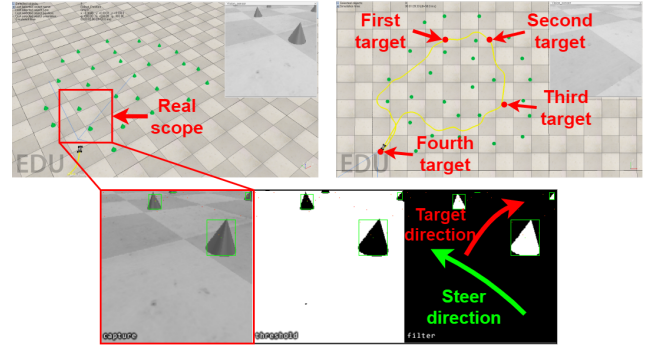 First
target
Second
target
Real
scope
Third
target
EDU
EDU
Fourth
target
Target
direction
Steer
direction
capture
threshold
filter